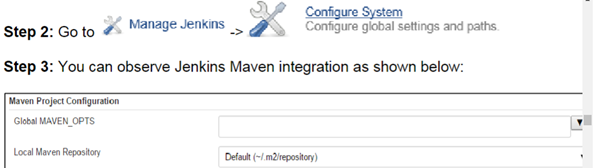 Configure System
Step 2: Go to Manage Jenkins -> Configure global settings and paths.
Step 3: You can observe Jenkins Maven integration as shown below:
Maven Project Configuration
Global MAVEN_OPTS
Local Maven Repository Default (~/.m2/repository)